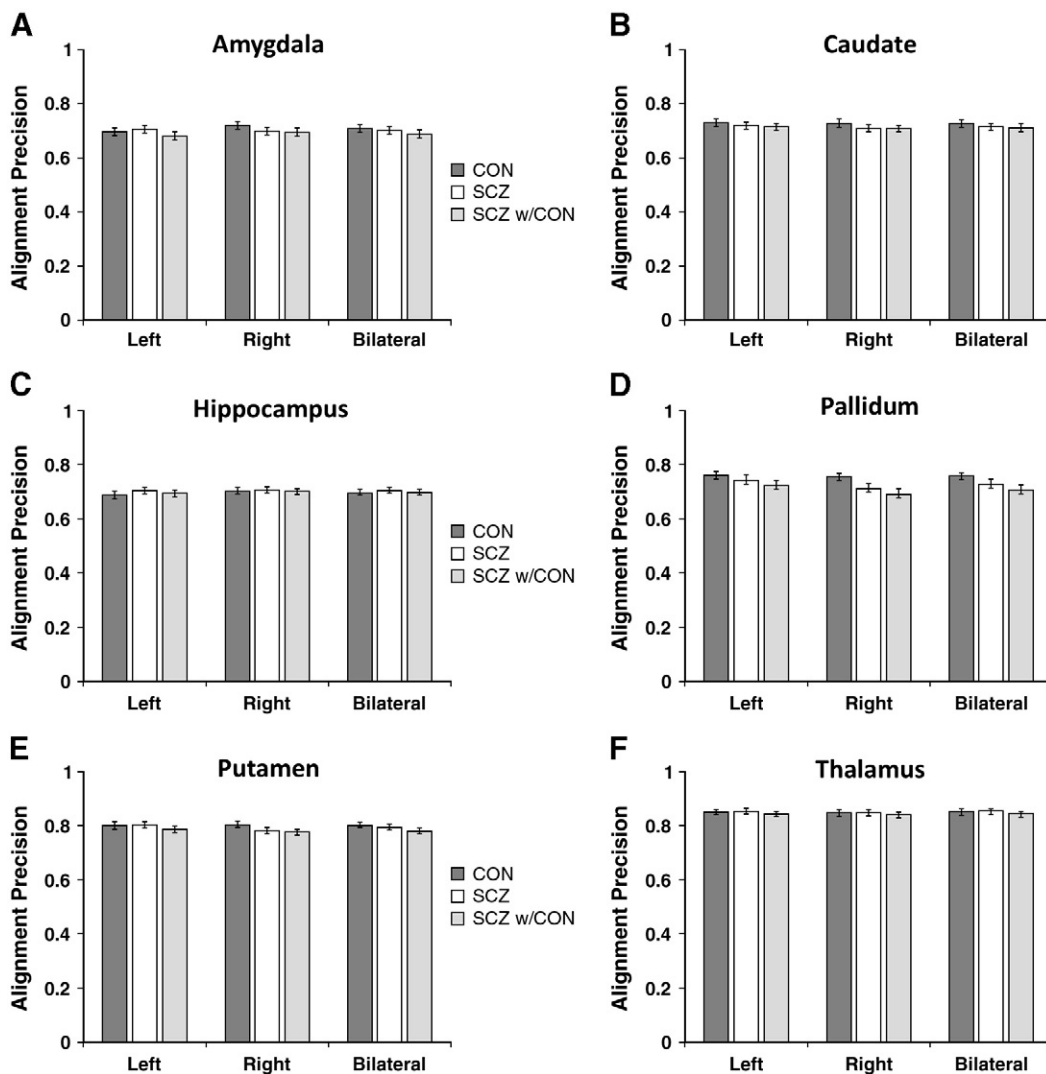 A
Amygdala
Alignment Precision
1
0.8
0.6
0.4
0.2
0
Left Right Bilateral
CON
SCZ
SCZ w/CON
B
Caudate
Alignment Precision
1
0.8
0.6
0.4
0.2
0
Left Right Bilateral
C
Hippocampus
Alignment Precision
1
0.8
0.6
0.4
0.2
0
Left Right Bilateral
CON
SCZ
SCZ w/CON
D
Pallidum
Alignment Precision
1
0.8
0.6
0.4
0.2
0
Left Right Bilateral
E
Putamen
Alignment Precision
1
0.8
0.6
0.4
0.2
0
Left Right Bilateral
CON
SCZ
SCZ w/CON
F
Thalamus
Alignment Precision
1
0.8
0.6
0.4
0.2
0
Left Right Bilateral